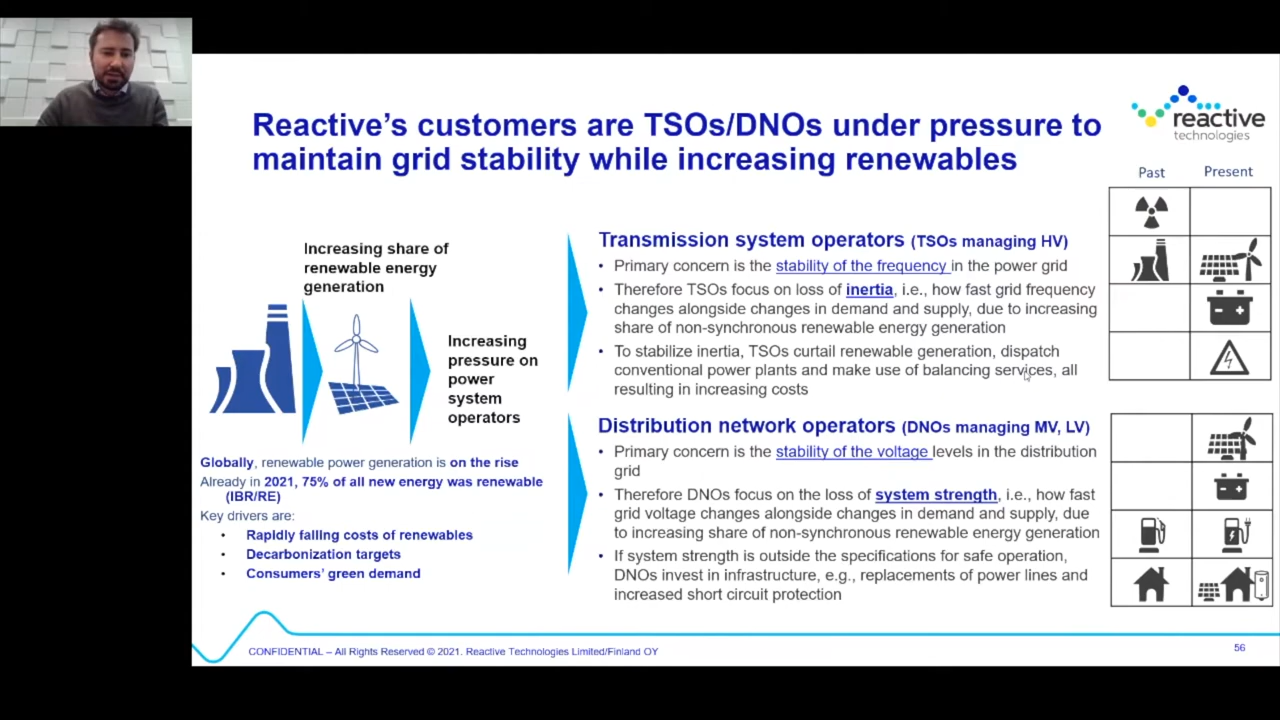 Reactive's customers are TSOs/DNOs under pressure to
maintain grid stability while increasing renewables
reactive
technologies
Past
Present
Increasing share of
renewable energy
generation
Increasing
pressure on
power
system
operators
Globally, renewable power generation is on the rise
Already in 2021, 75% of all new energy was renewable
(IBR/RE)
Key drivers are:
• Rapidly falling costs of renewables
• Decarbonization targets
• Consumers' green demand
Transmission system operators (TSOs managing HV)
• Primary concern is the stability of the frequency in the power grid
• Therefore TSOs focus on loss of inertia, i.e., how fast grid frequency
changes alongside changes in demand and supply, due to increasing
share of non-synchronous renewable energy generation
• To stabilize inertia, TSOs curtail renewable generation, dispatch
conventional power plants and make use of balancing services, all
resulting in increasing costs
Distribution network operators (DNOs managing MV, LV)
• Primary concern is the stability of the voltage levels in the distribution
grid
• Therefore DNOs focus on the loss of system strength, i.e., how fast
grid voltage changes alongside changes in demand and supply, due
to increasing share of non-synchronous renewable energy generation
• If system strength is outside the specifications for safe operation,
DNOs invest in infrastructure, e.g., replacements of power lines and
increased short circuit protection
CONFIDENTIAL – All Rights Reserved © 2021. Reactive Technologies Limited/Finland OY
56